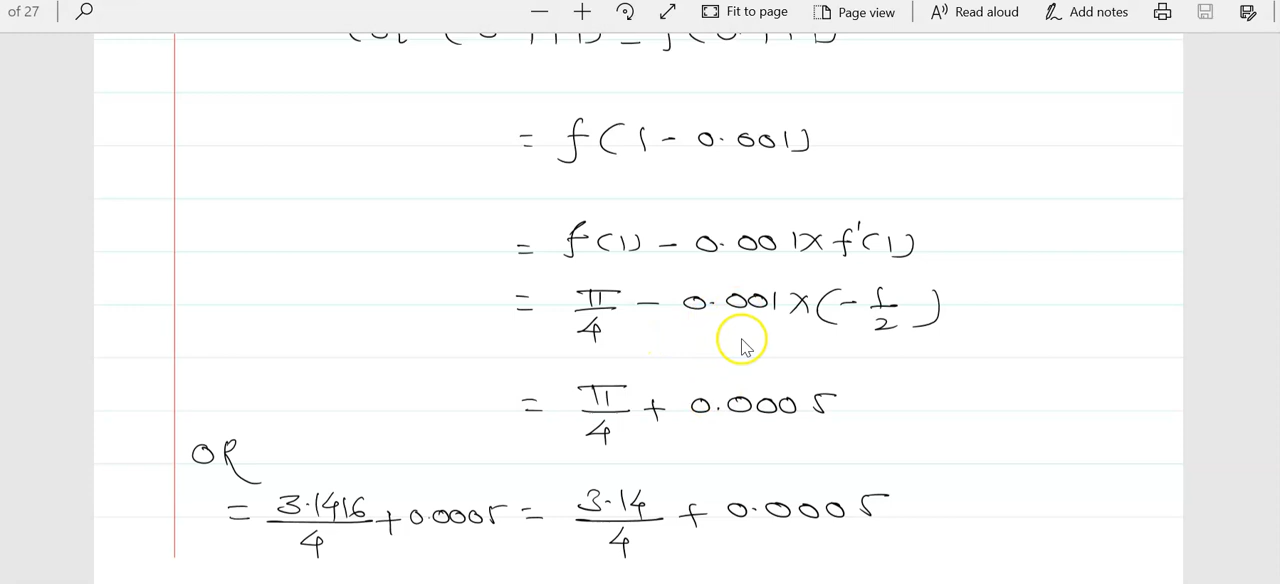 of 27 Fit to page Page view Read aloud Add notes
= f(1 - 0.001)
= f(1) - 0.001 x f'(1)
= π/4 - 0.001 x (-1/2)
= π/4 + 0.0005
OR
= 3.1416/4 + 0.0005 = 3.14/4 + 0.0005